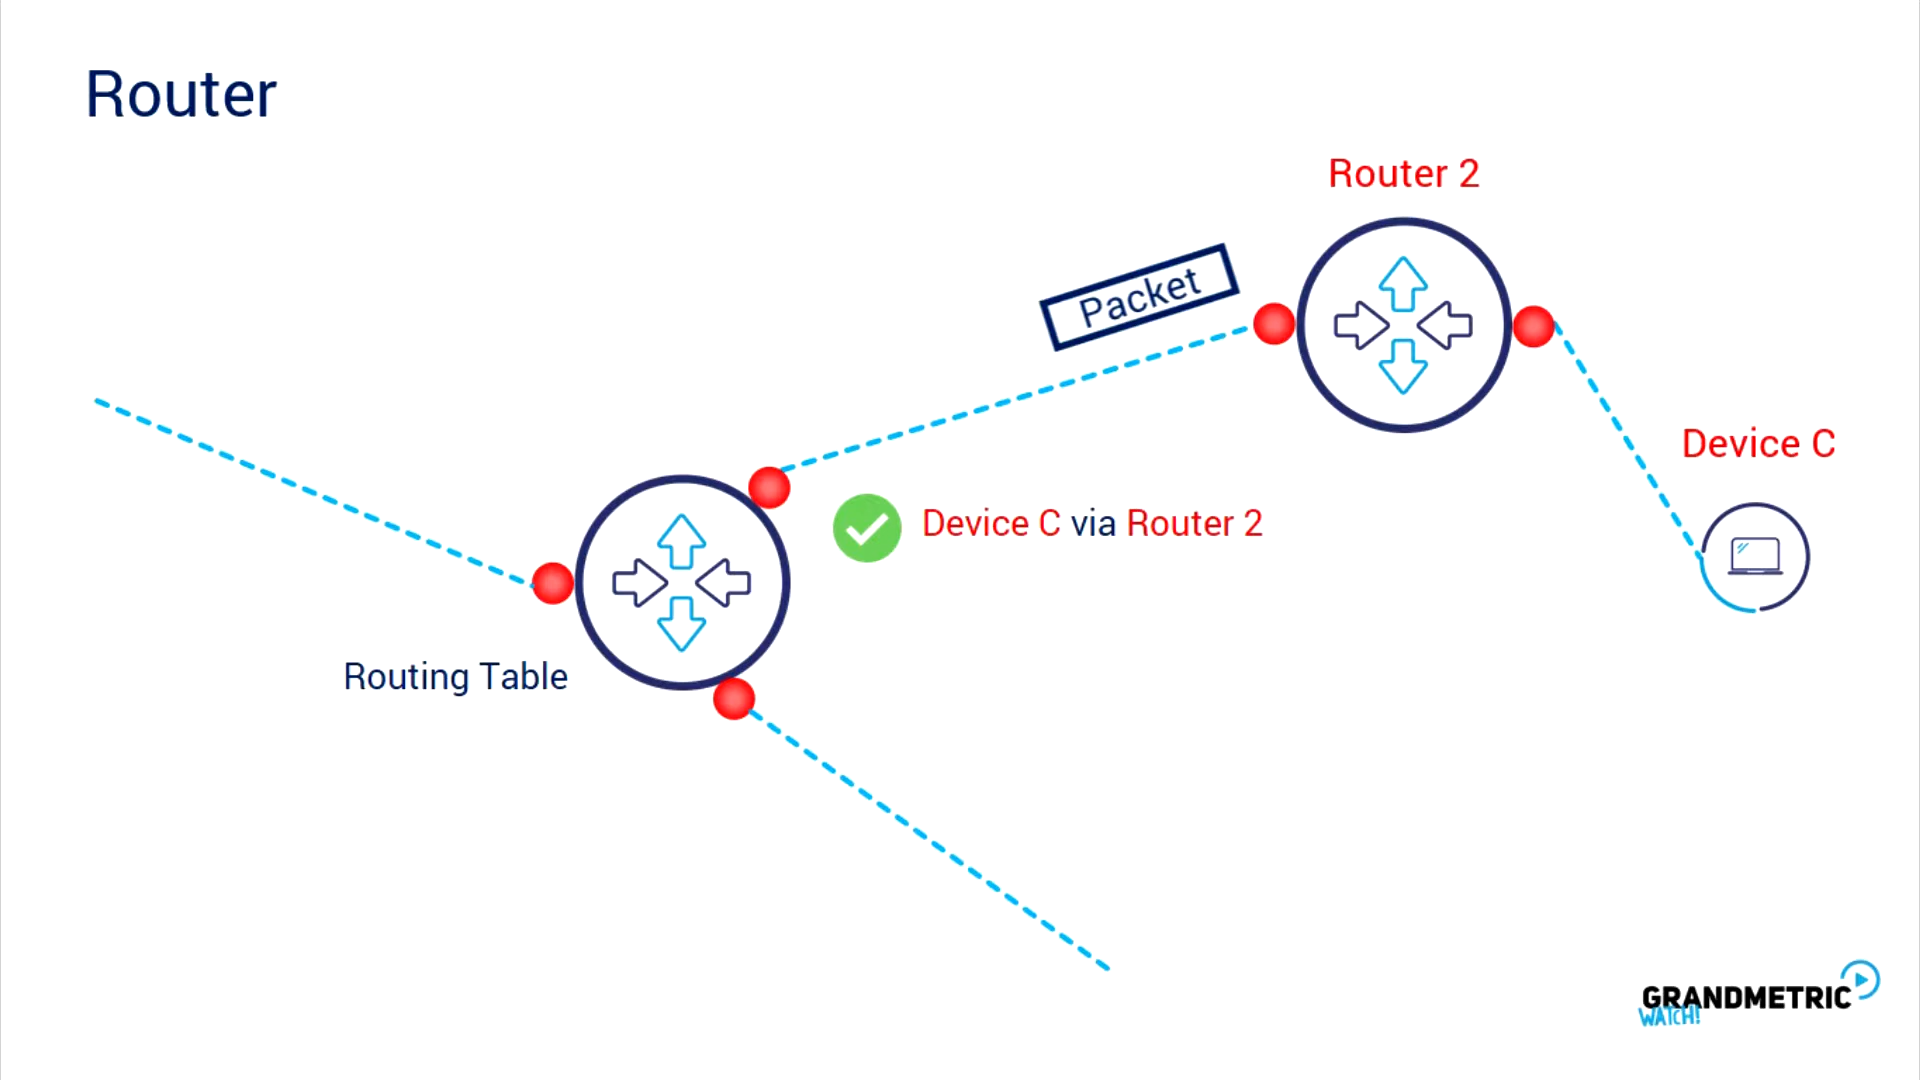 Router
Router 2
Packet
Device C
Device C via Router 2
Routing Table
GRANDMETRIC
WATCH!